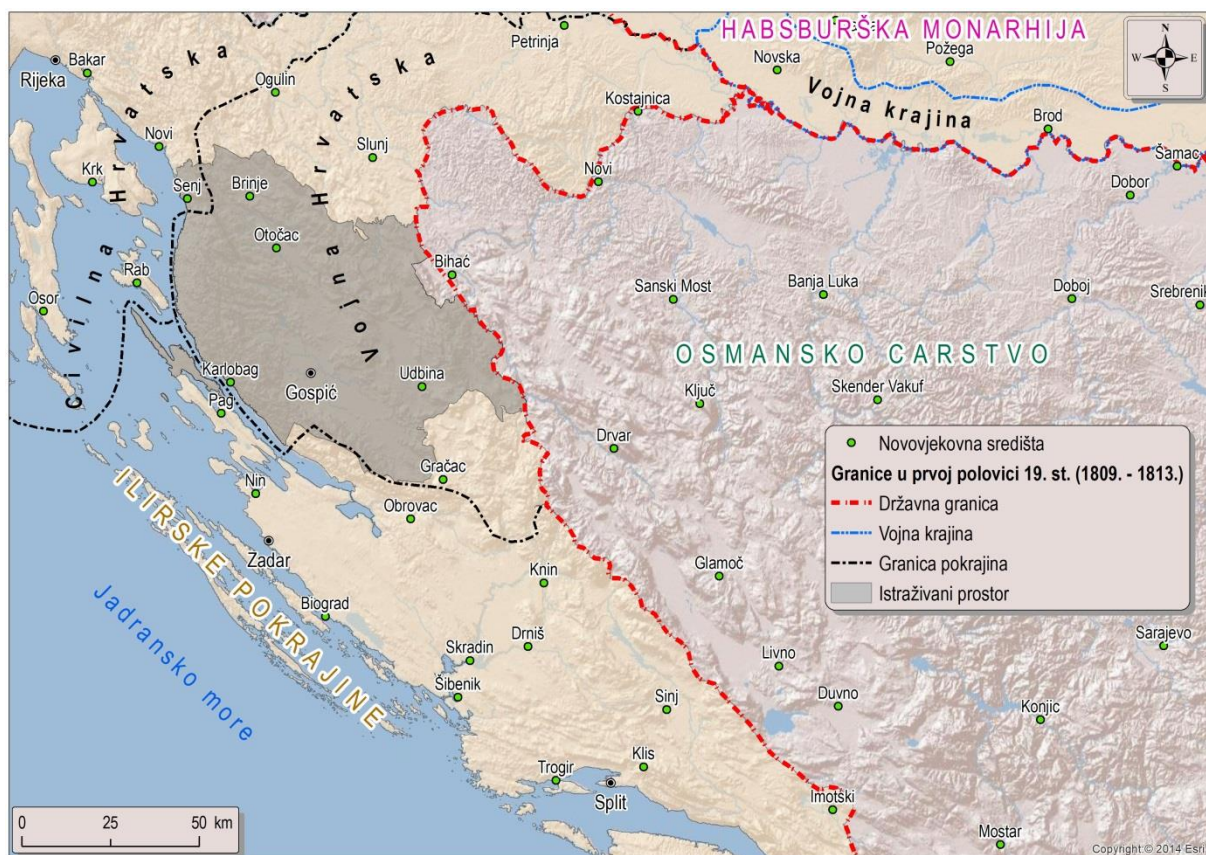 HABSBURŠKA MONARHIJA
N
W E
S
Petrinja
Novska
Požega
Bakar
Rijeka
Ogulin
Kostajnica
Vojna krajina
Brod
Civilna Hrvatska
Vojna Hrvatska
Novi
Slunj
Šamac
Krk
Senj
Brinje
Novi
Dobor
Otočac
Rab
Bihać
Osor
Sanski Most
Banja Luka
Doboj
Srebrenik
OSMANSKO CARSTVO
Karlobag
Gospić
Udbina
Pag
Ključ
Skender Vakuf
Drvar
Gračac
Nin
Obrovac
Zadar
ILIRSKE POKRAJINE
Jadransko more
Knin
Glamoč
Biograd
Skradin
Drniš
Šibenik
Livno
Sarajevo
Sinj
Duvno
Konjic
Klis
Trogir
Split
Imotski
Mostar
Novovjekovna središta
Granice u prvoj polovici 19. st. (1809. - 1813.)
Državna granica
Vojna krajina
Granica pokrajina
Istraživani prostor
0 25 50 km
Copyright:© 2014 Esri